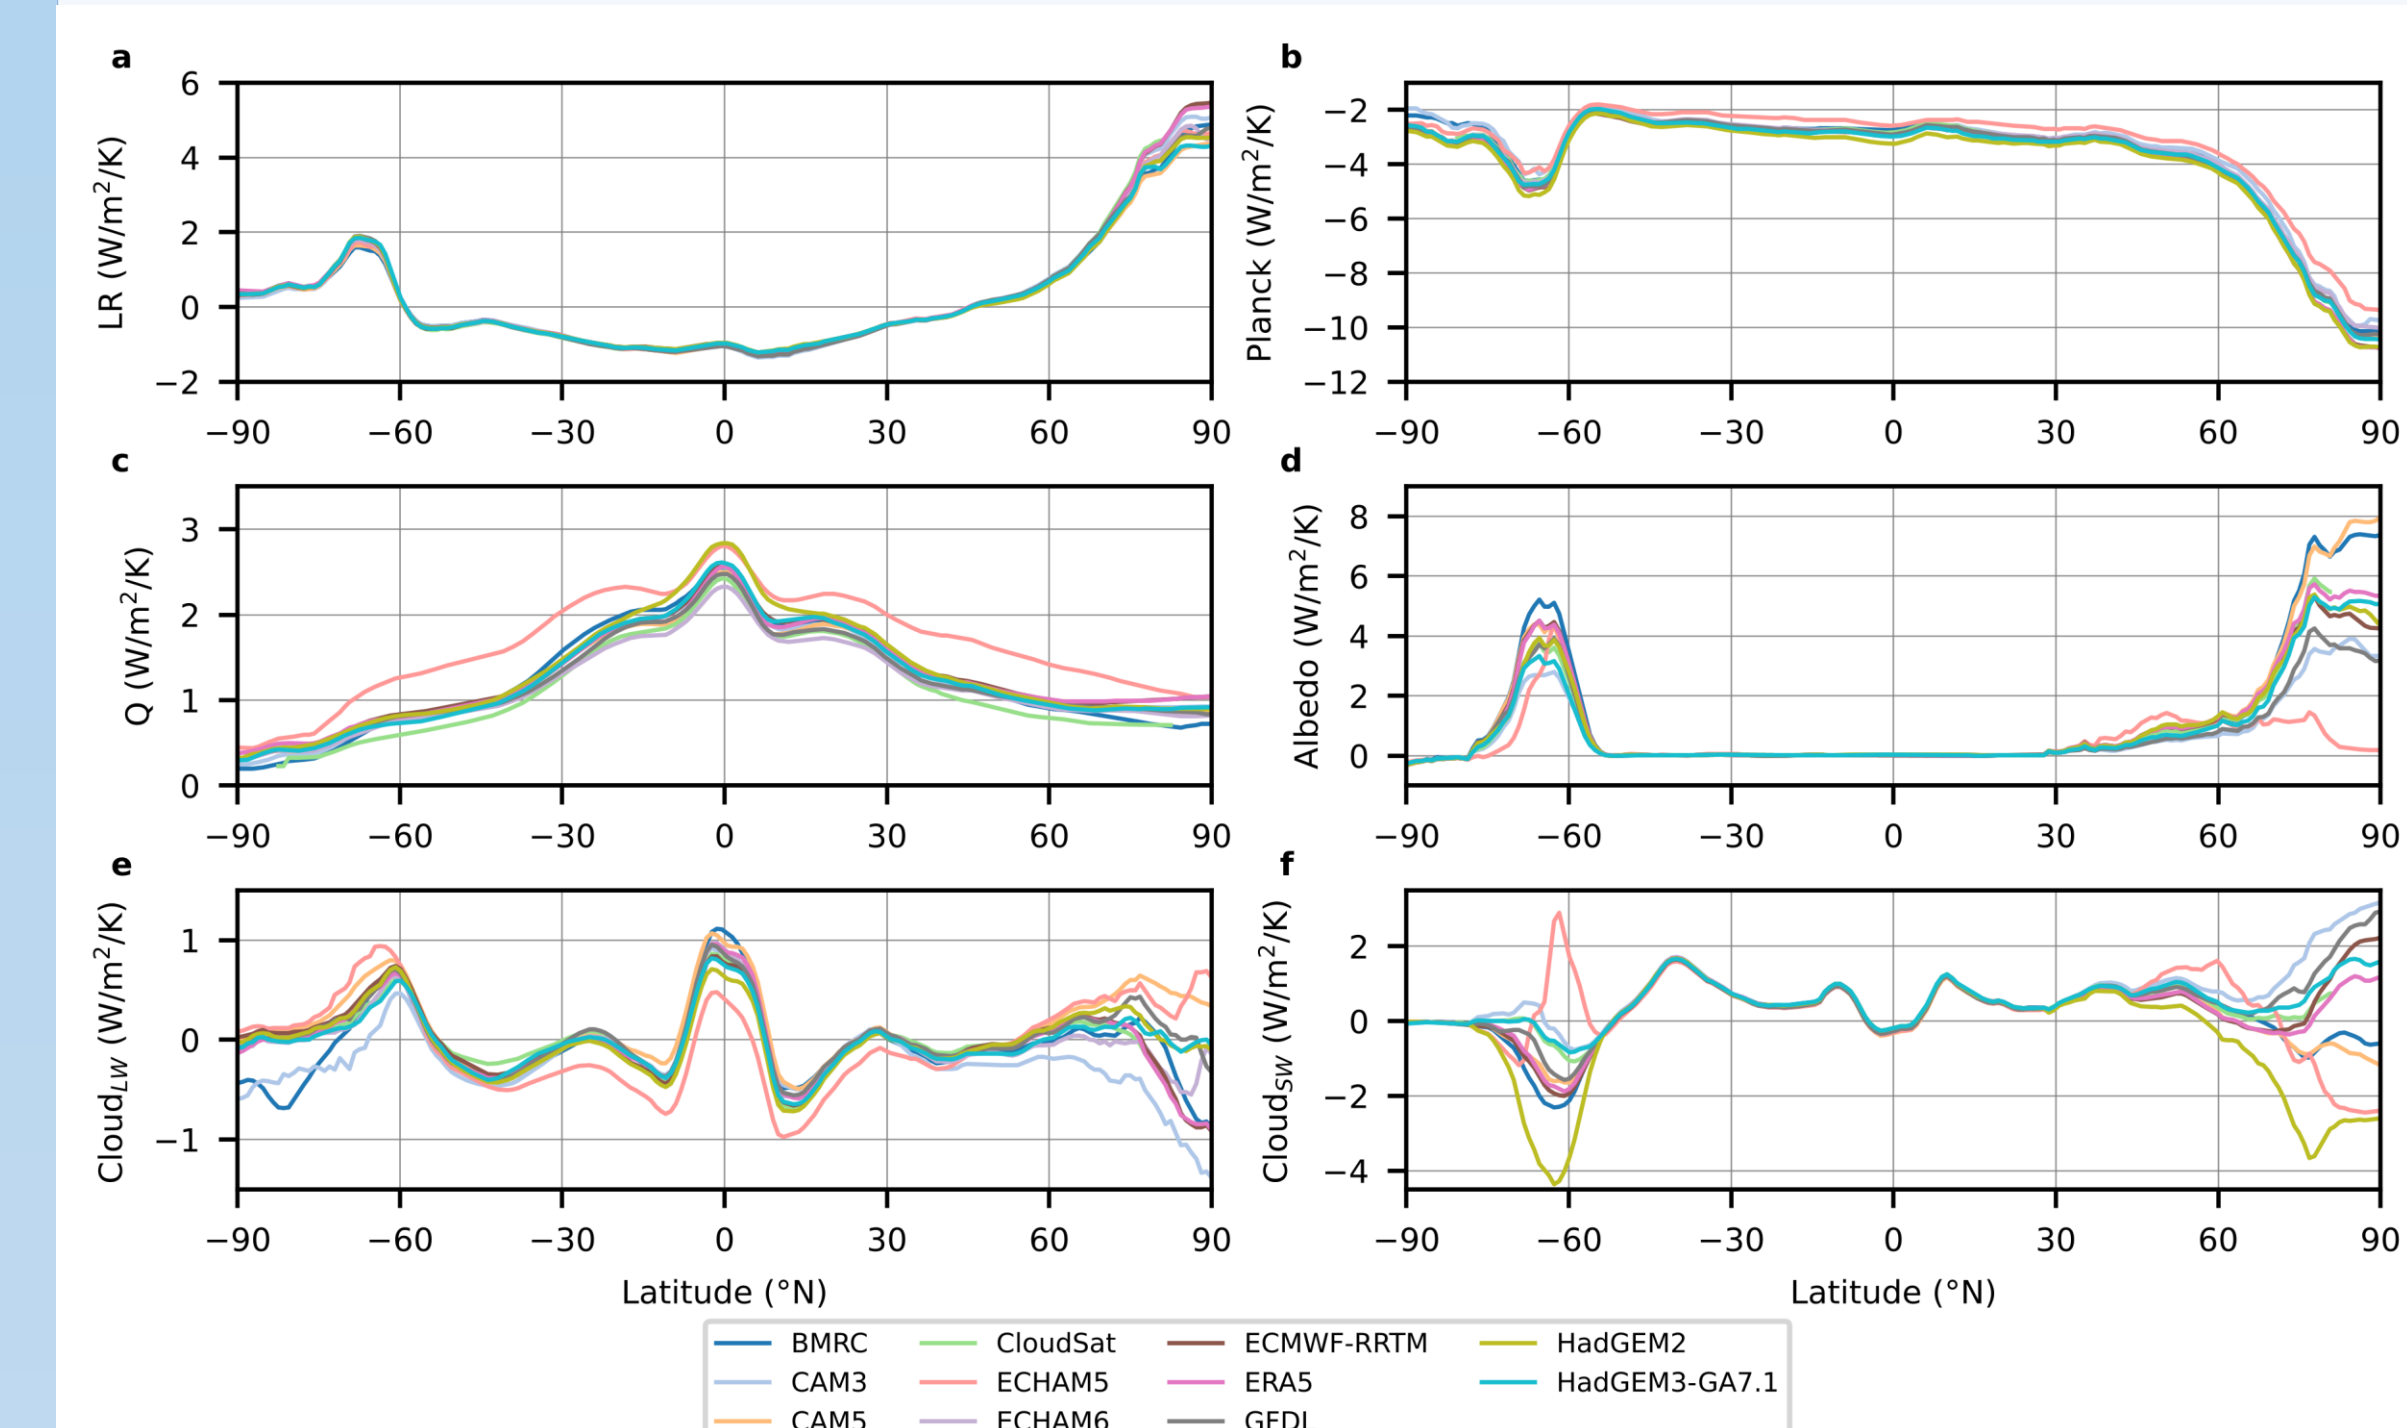 a
6
4
2
0
−2
LR (W/m²/K)
−90 −60 −30 0 30 60 90
b
−2
−4
−6
−8
−10
−12
Planck (W/m²/K)
−90 −60 −30 0 30 60 90
c
3
2
1
0
Q (W/m²/K)
−90 −60 −30 0 30 60 90
d
8
6
4
2
0
Albedo (W/m²/K)
−90 −60 −30 0 30 60 90
e
1
0
−1
Cloud_LW (W/m²/K)
−90 −60 −30 0 30 60 90
Latitude (°N)
f
2
0
−2
−4
Cloud_SW (W/m²/K)
−90 −60 −30 0 30 60 90
Latitude (°N)
BMRC CloudSat ECMWF-RRTM HadGEM2
CAM3 ECHAM5 ERA5 HadGEM3-GA7.1
CAM5 ECHAM6 GFDL